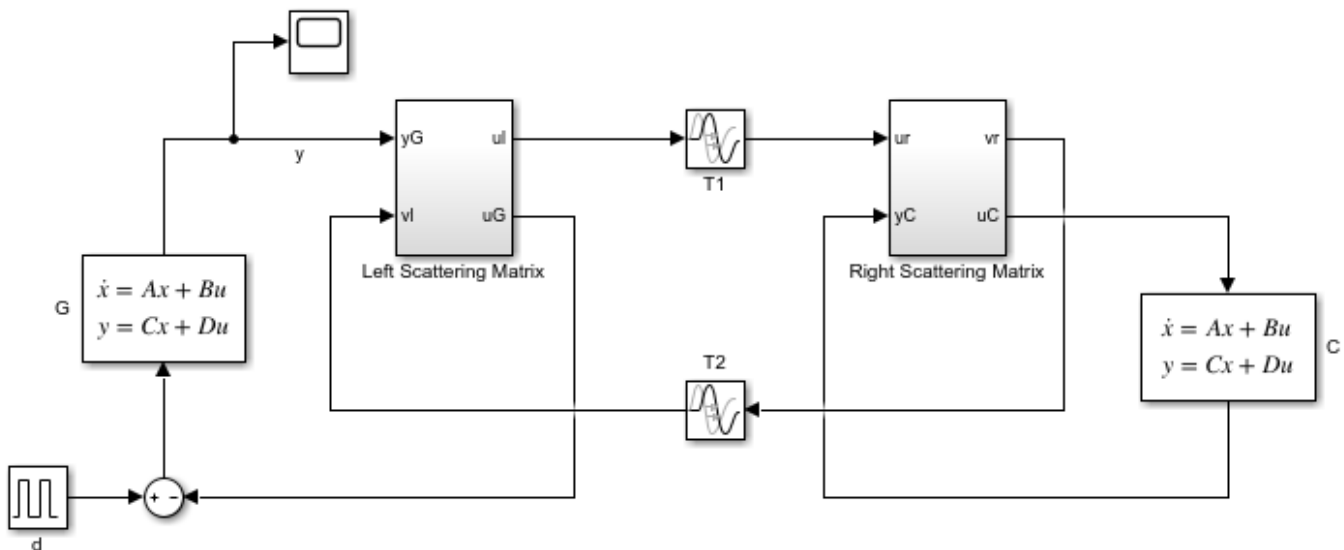 yG
ul
y
vl
uG
Left Scattering Matrix
T1
ur
vr
yC
uC
Right Scattering Matrix
G
ẋ = Ax + Bu
y = Cx + Du
T2
ẋ = Ax + Bu
y = Cx + Du
C
+ −
d